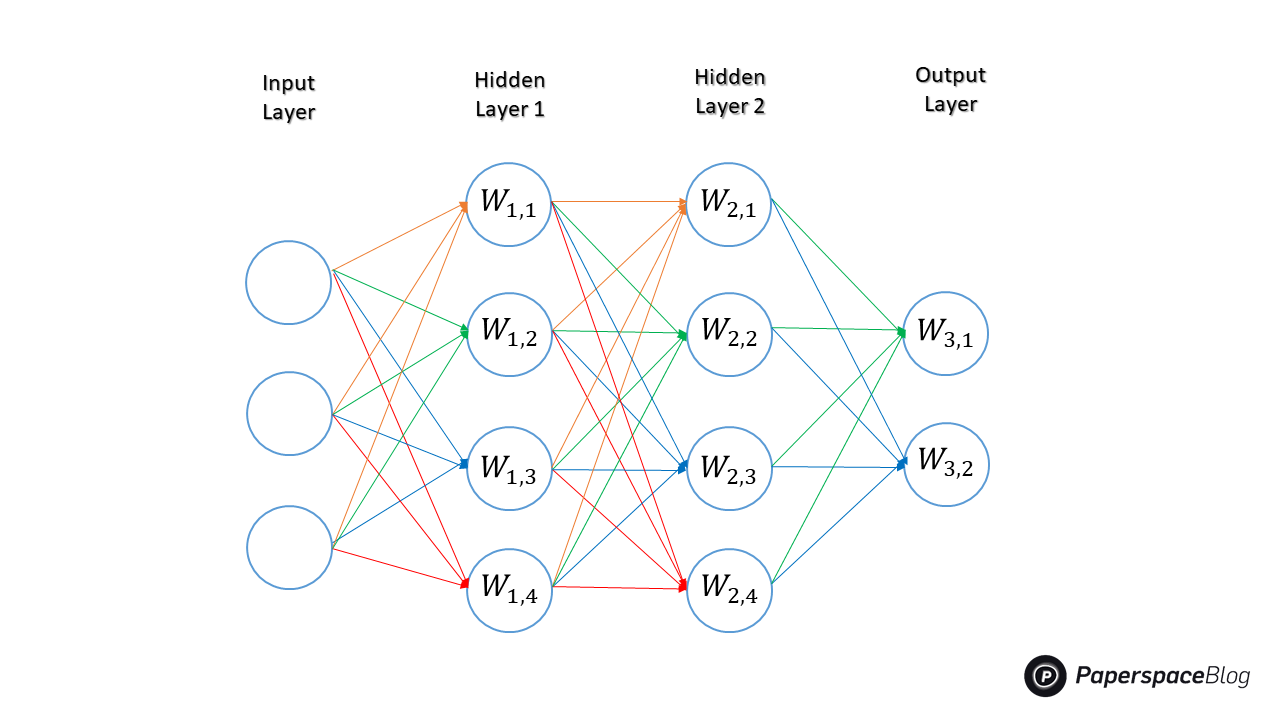 Input
Layer
Hidden
Layer 1
Hidden
Layer 2
Output
Layer
W1,1
W2,1
W1,2
W2,2
W3,1
W1,3
W2,3
W3,2
W1,4
W2,4
P PaperspaceBlog